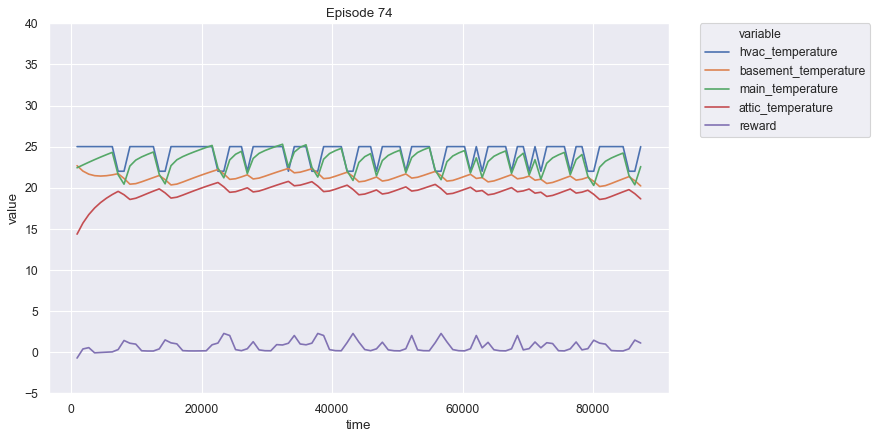 Episode 74
40
35
30
25
20
15
10
5
0
−5
value
0
20000
40000
60000
80000
time
variable
hvac_temperature
basement_temperature
main_temperature
attic_temperature
reward